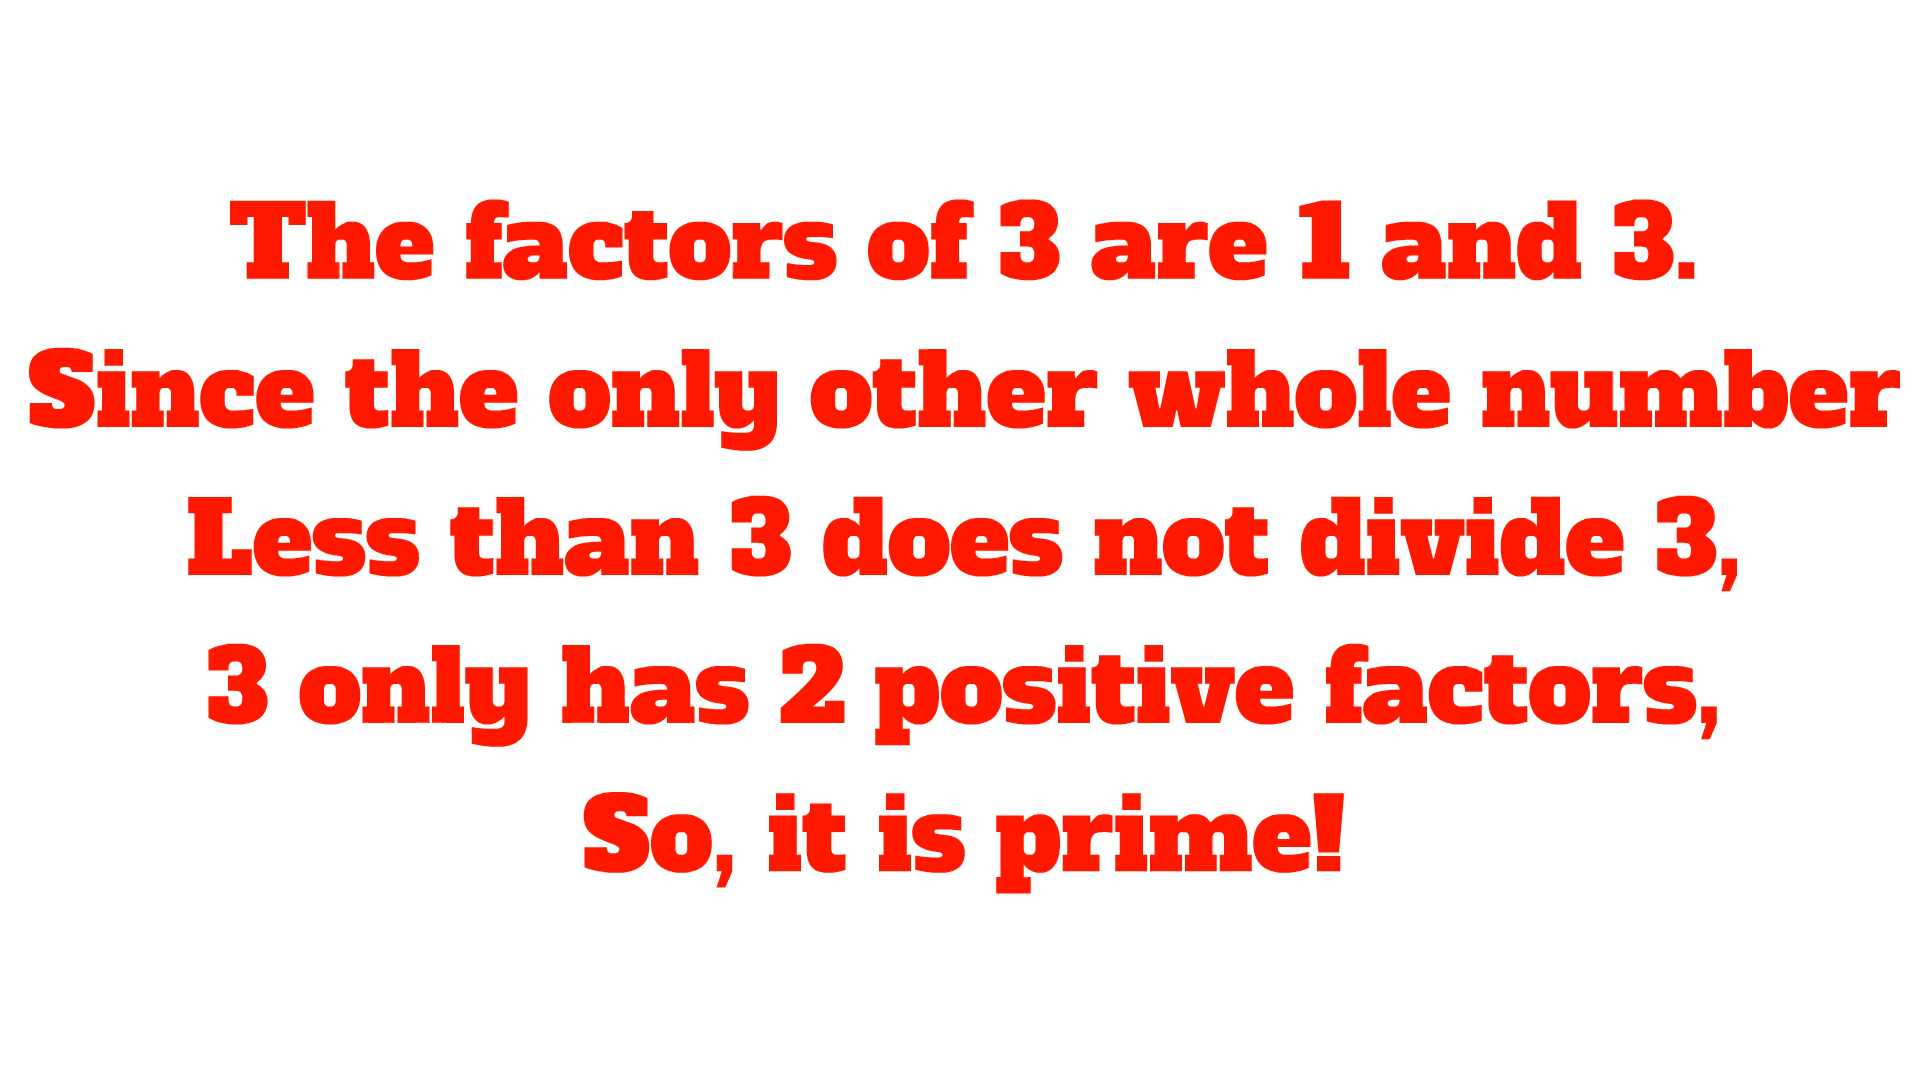 The factors of 3 are 1 and 3.
Since the only other whole number
Less than 3 does not divide 3,
3 only has 2 positive factors,
So, it is prime!